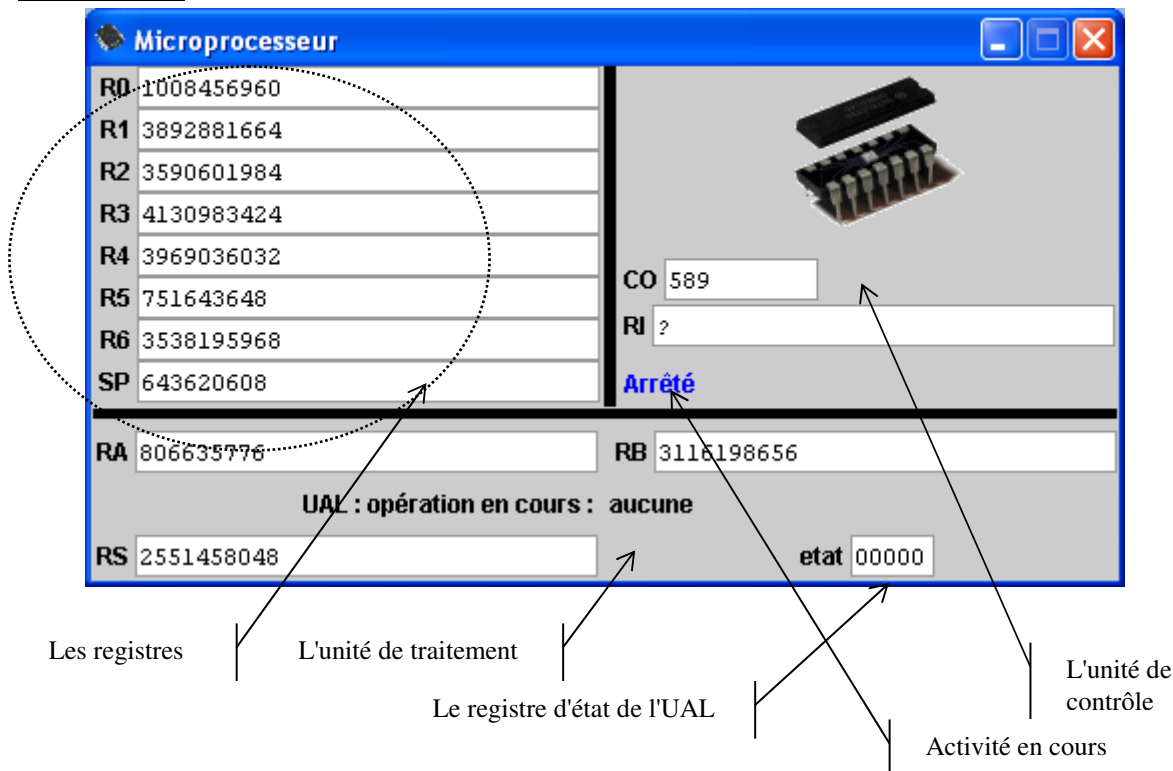 Microprocesseur
R0 1008456960
R1 3892881664
R2 3590601984
R3 4130983424
R4 3969036032
R5 751643648
R6 3538195968
SP 643620608
CO 589
RI ?
Arrêté
RA 806635776
RB 3116198656
UAL : opération en cours : aucune
RS 2551458048
etat 00000
Les registres
L'unité de traitement
Le registre d'état de l'UAL
L'unité de
contrôle
Activité en cours